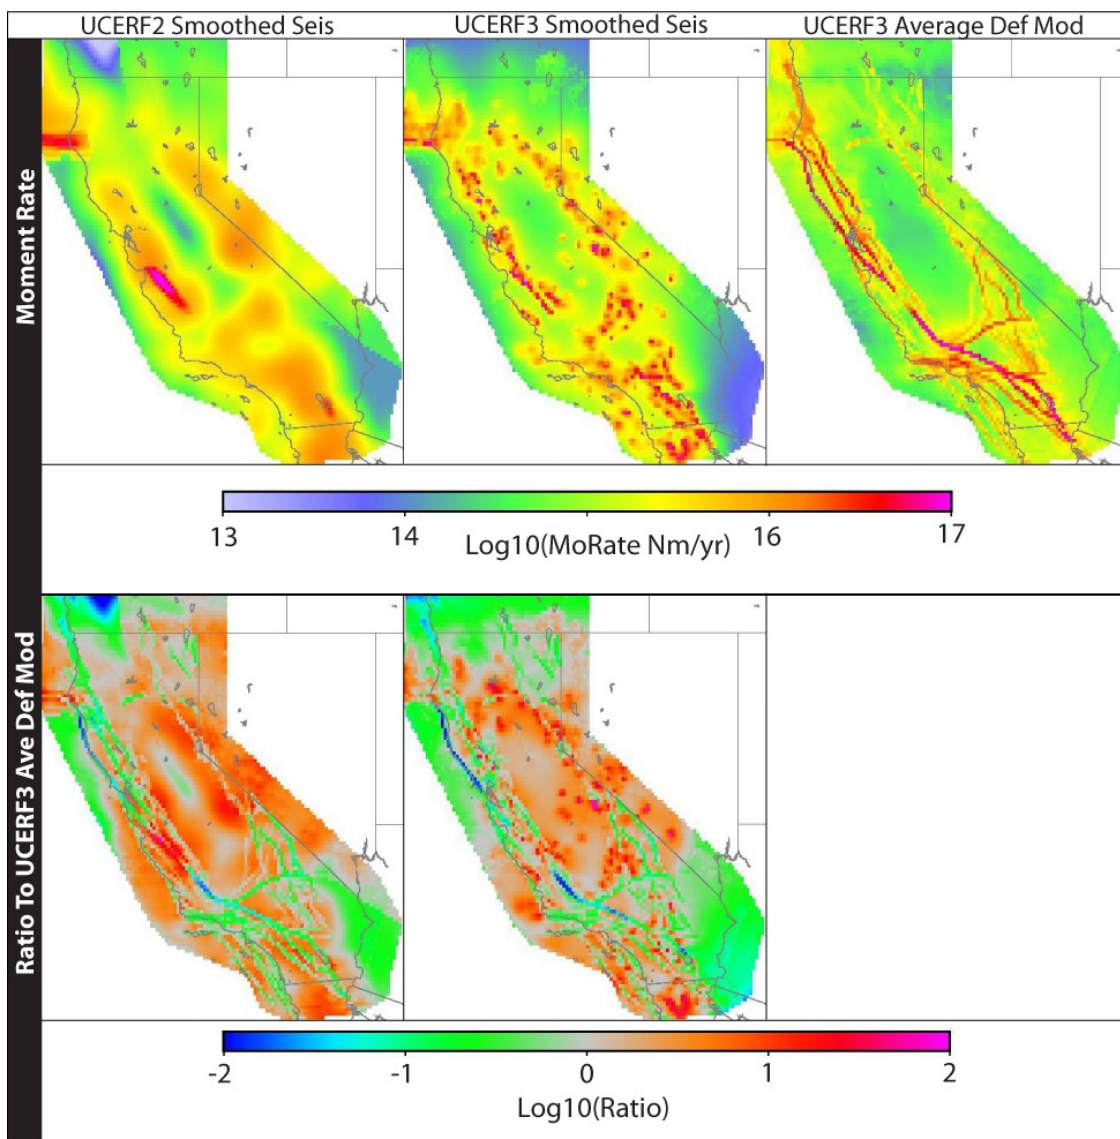 UCERF2 Smoothed Seis
UCERF3 Smoothed Seis
UCERF3 Average Def Mod
Moment Rate
13
14
16
17
Log10(MoRate Nm/yr)
Ratio To UCERF3 Ave Def Mod
-2
-1
0
1
2
Log10(Ratio)